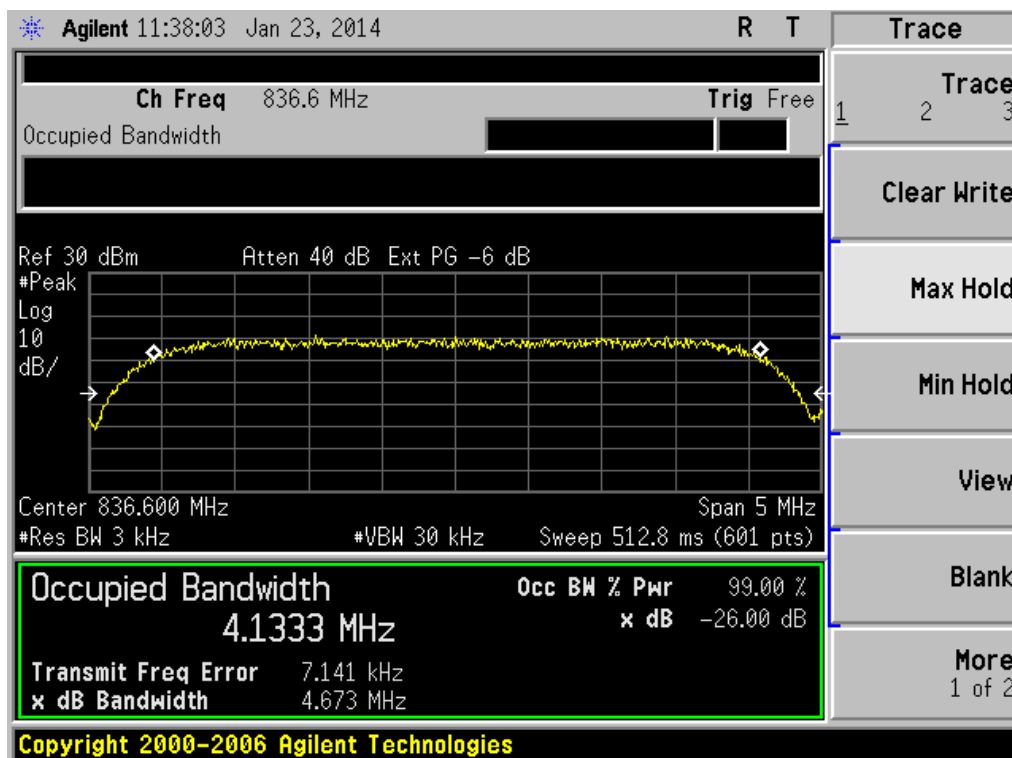 Agilent 11:38:03 Jan 23, 2014 R T
Trace
Ch Freq 836.6 MHz Trig Free
Occupied Bandwidth
Trace
1 2 3
Clear Write
Max Hold
Min Hold
View
Blank
More
1 of 2
Ref 30 dBm Atten 40 dB Ext PG -6 dB
#Peak
Log
10
dB/
Center 836.600 MHz Span 5 MHz
#Res BW 3 kHz #VBW 30 kHz Sweep 512.8 ms (601 pts)
Occupied Bandwidth
4.1333 MHz
Occ BW % Pwr 99.00 %
x dB -26.00 dB
Transmit Freq Error 7.141 kHz
x dB Bandwidth 4.673 MHz
Copyright 2000-2006 Agilent Technologies